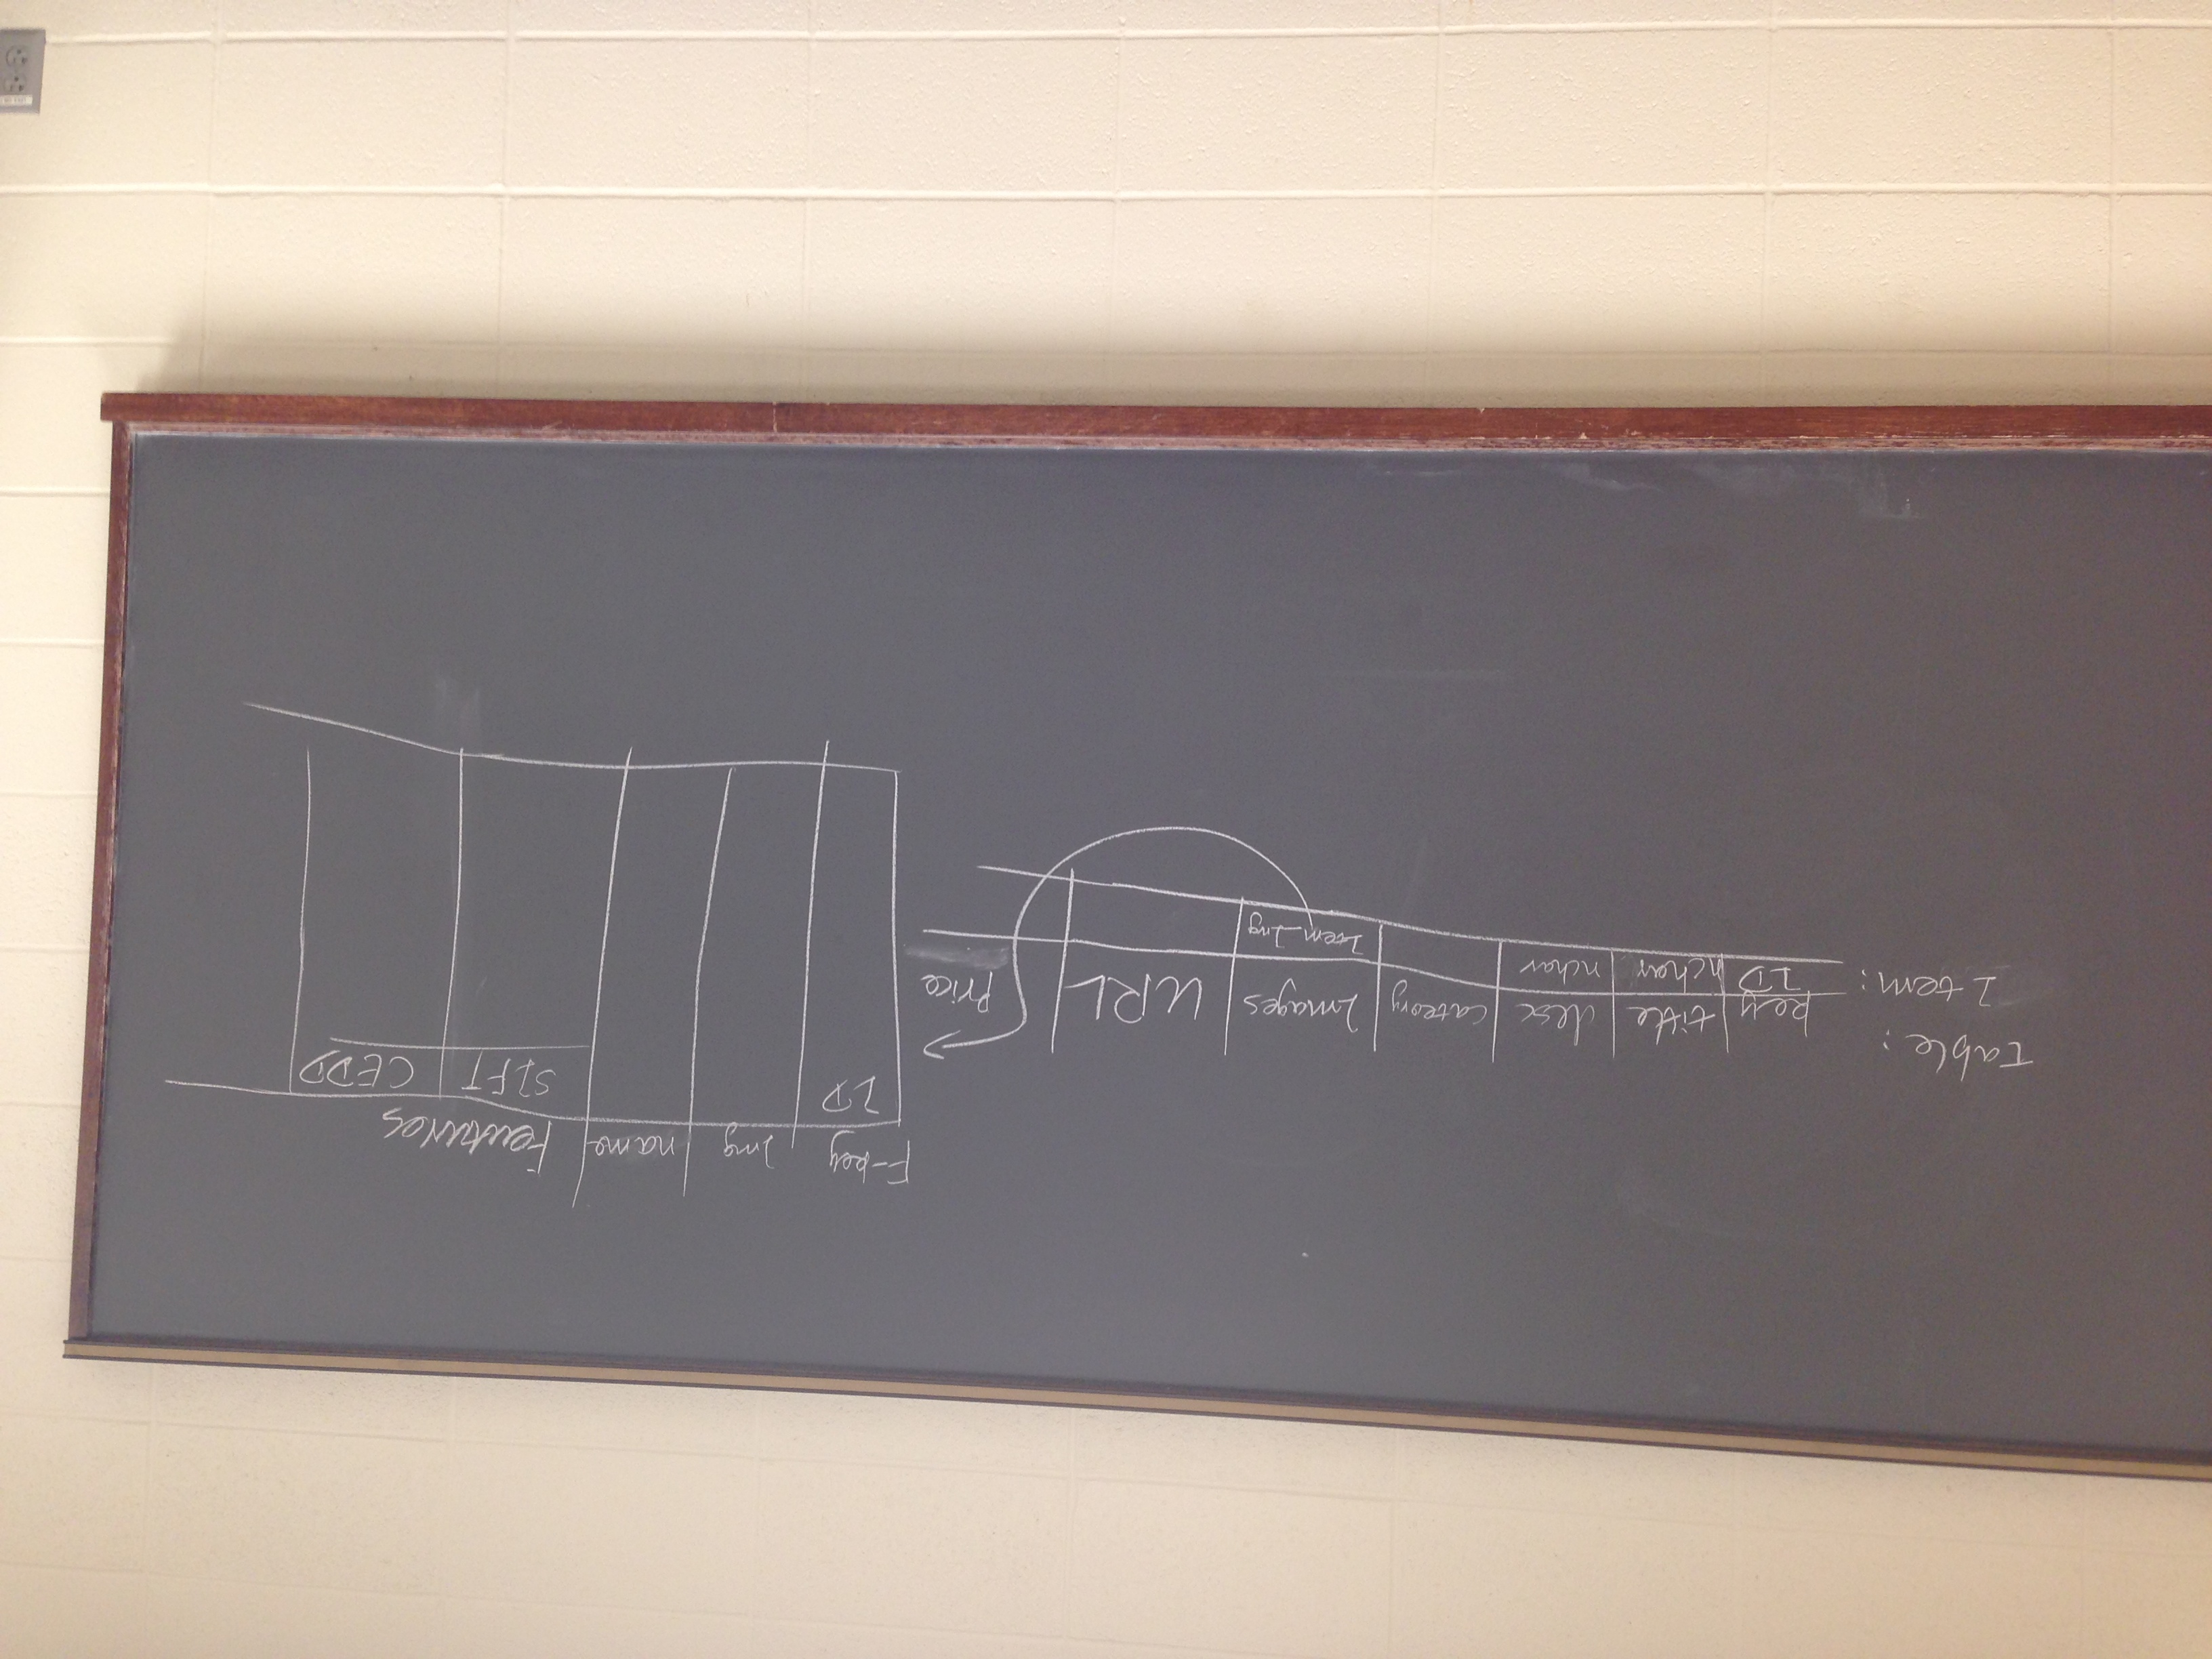 Table:
Item:
key title desc cateory Images URL Price
ID nchar nchar Item_Img
F-key Img name Features
ID SIFT CEDD